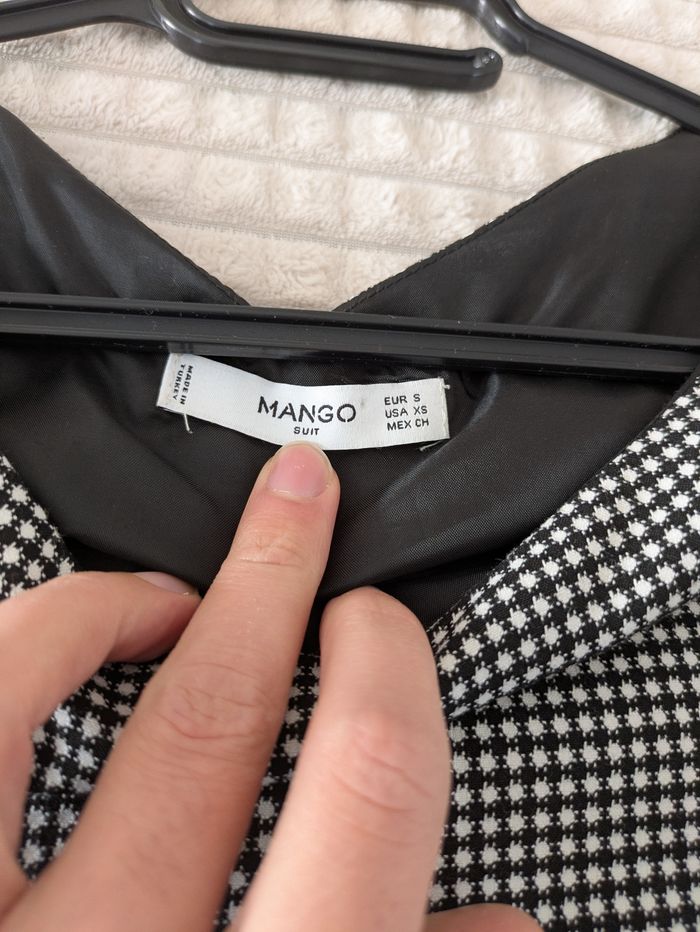 MADE IN
TURKEY
MANGO
SUIT
EUR S
USA XS
MEX CH